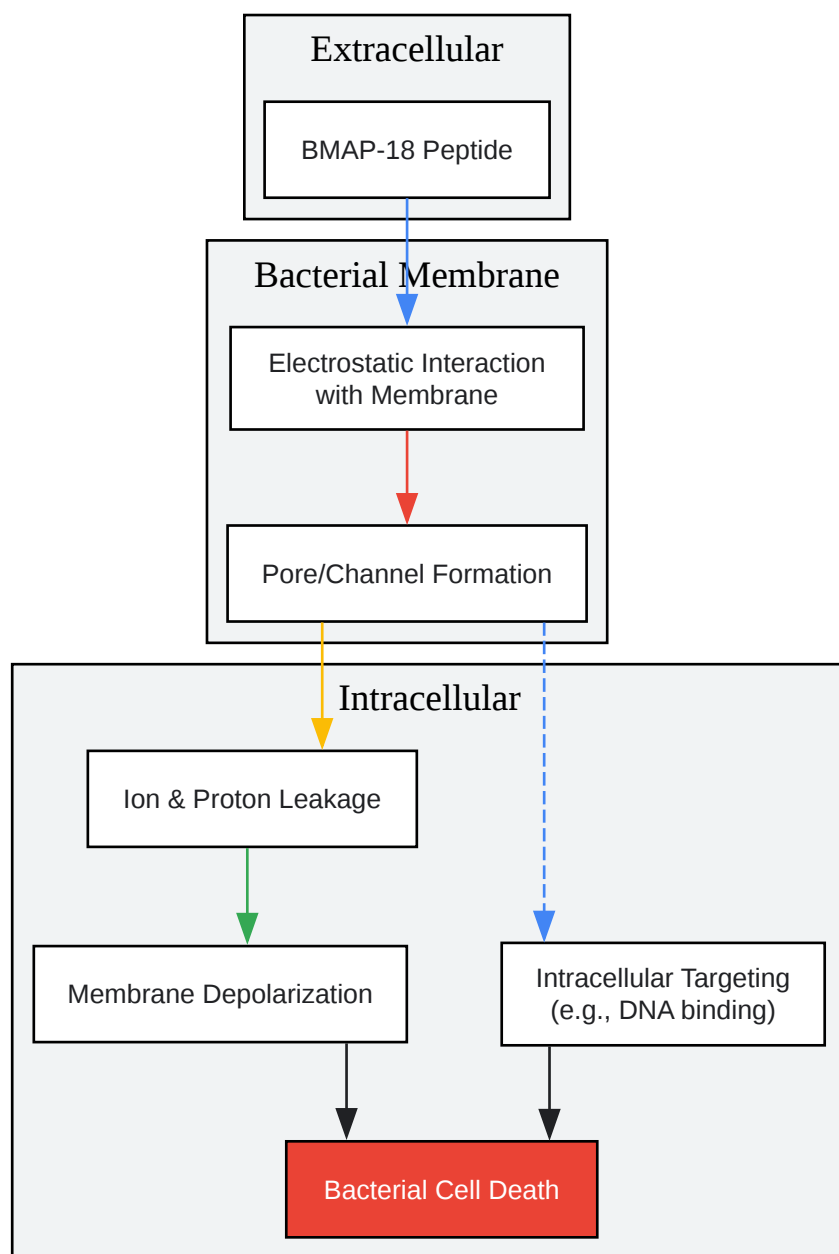 Extracellular
BMAP-18 Peptide
Bacterial Membrane
Electrostatic Interaction
with Membrane
Pore/Channel Formation
Intracellular
Ion & Proton Leakage
Membrane Depolarization
Intracellular Targeting
(e.g., DNA binding)
Bacterial Cell Death